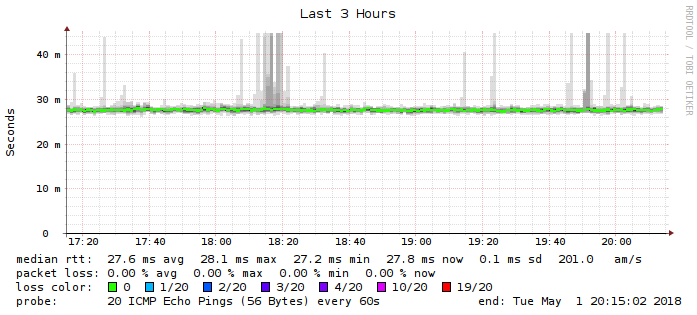 Last 3 Hours
RRDTOOL / TOBI OETIKER
Seconds
40 m
30 m
20 m
10 m
0
17:20 17:40 18:00 18:20 18:40 19:00 19:20 19:40 20:00
median rtt: 27.6 ms avg 28.1 ms max 27.2 ms min 27.8 ms now 0.1 ms sd 201.0 am/s
packet loss: 0.00 % avg 0.00 % max 0.00 % min 0.00 % now
loss color: 0 1/20 2/20 3/20 4/20 10/20 19/20
probe: 20 ICMP Echo Pings (56 Bytes) every 60s end: Tue May 1 20:15:02 2018